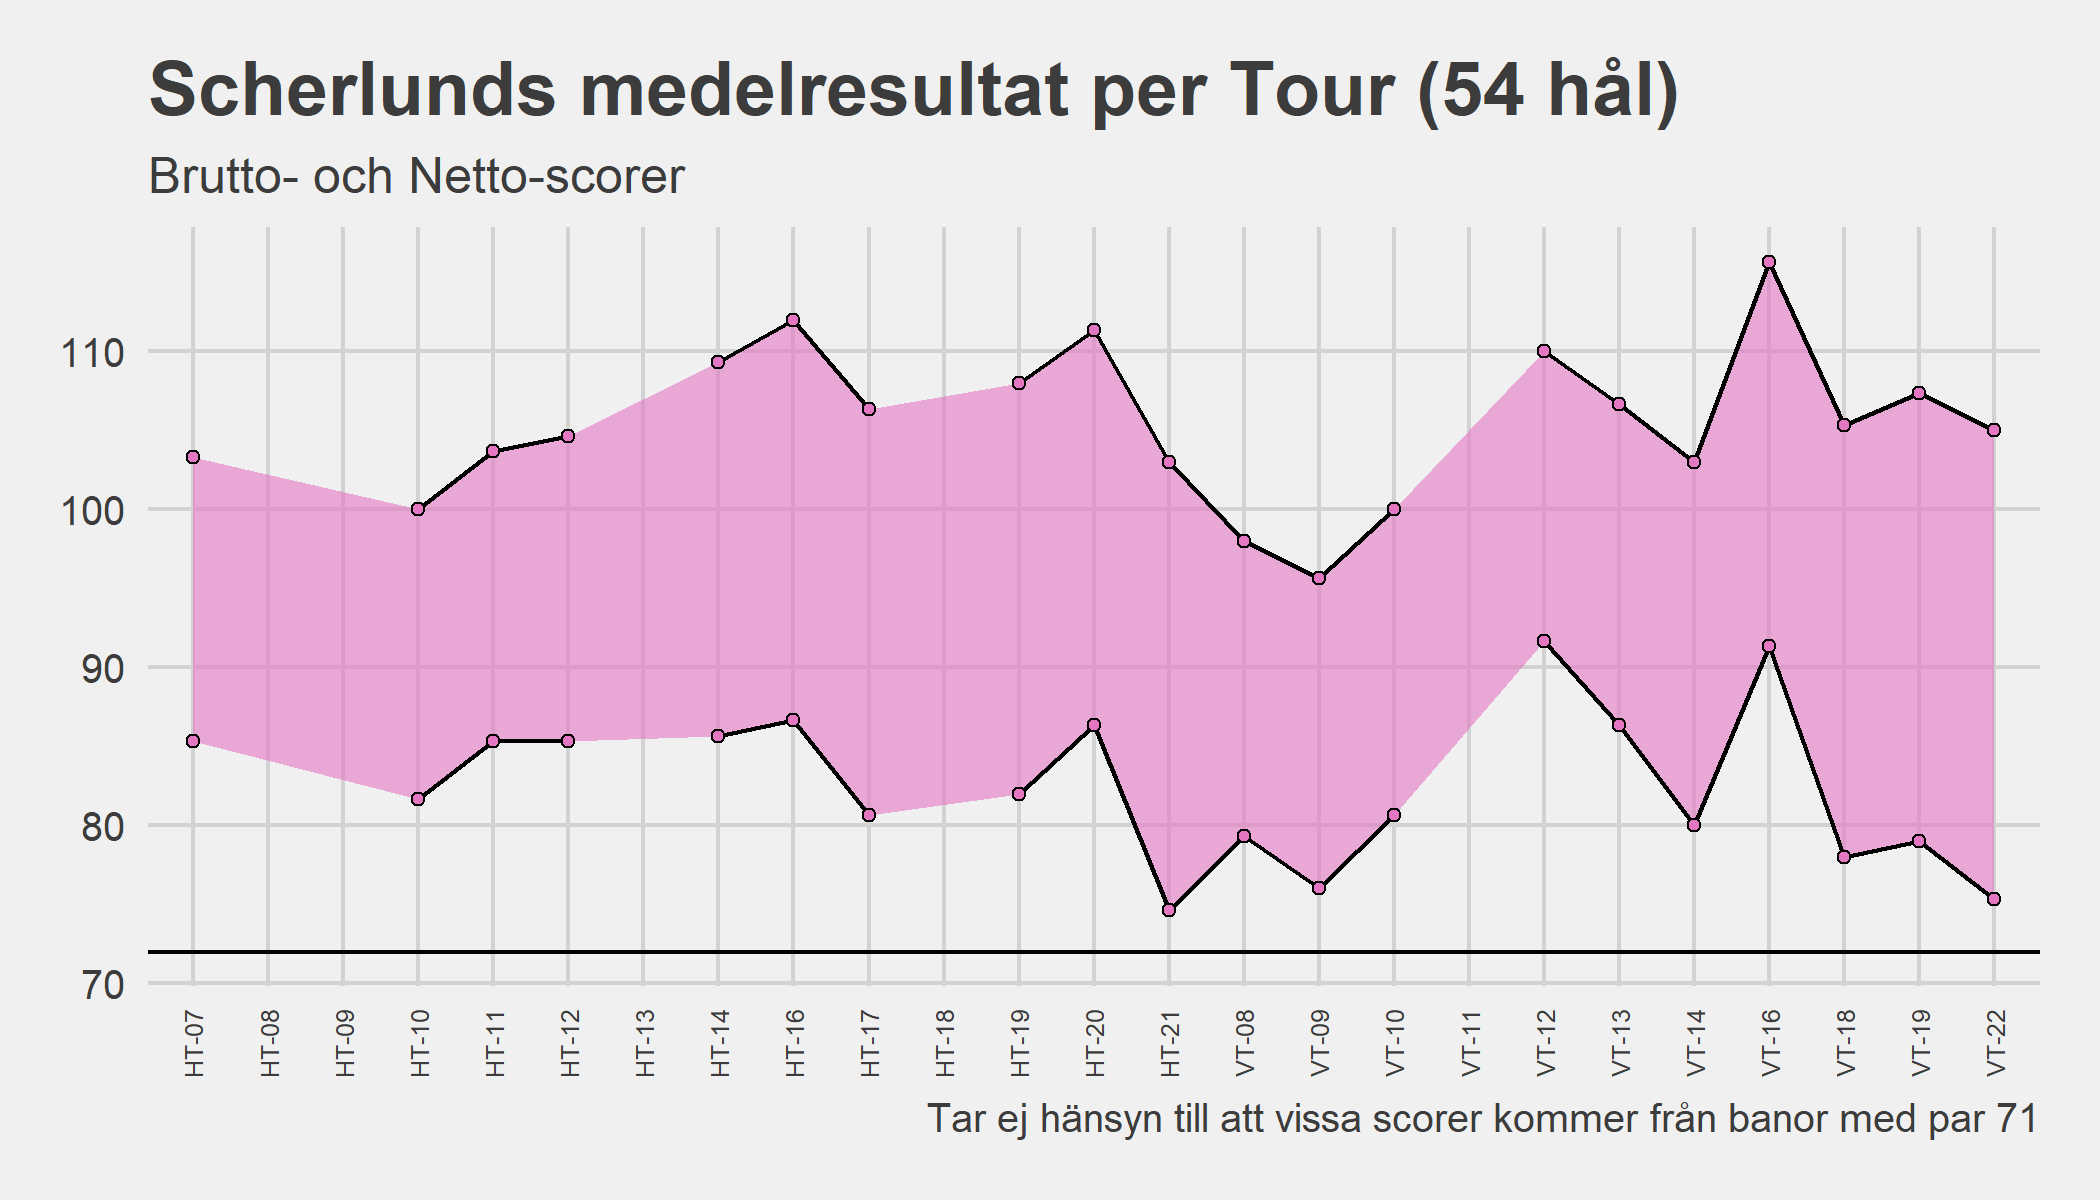 Scherlunds medelresultat per Tour (54 hål)
Brutto- och Netto-scorer
110
100
90
80
70
HT-07
HT-08
HT-09
HT-10
HT-11
HT-12
HT-13
HT-14
HT-16
HT-17
HT-18
HT-19
HT-20
HT-21
VT-08
VT-09
VT-10
VT-11
VT-12
VT-13
VT-14
VT-16
VT-18
VT-19
VT-22
Tar ej hänsyn till att vissa scorer kommer från banor med par 71